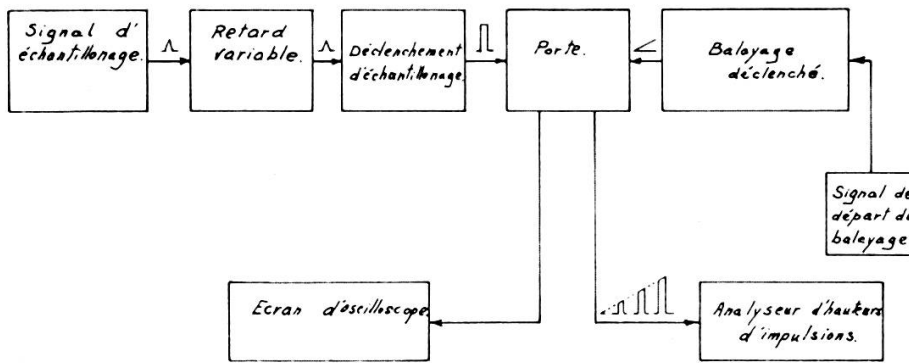 Signal d'
échantillonage.
Retard
variable.
Déclenchement
d'échantillonage.
Porte.
Balayage
déclenché.
Signal de
départ du
balayage
Ecran d'oscilloscope
Analyseur d'hauteurs
d'impulsions.